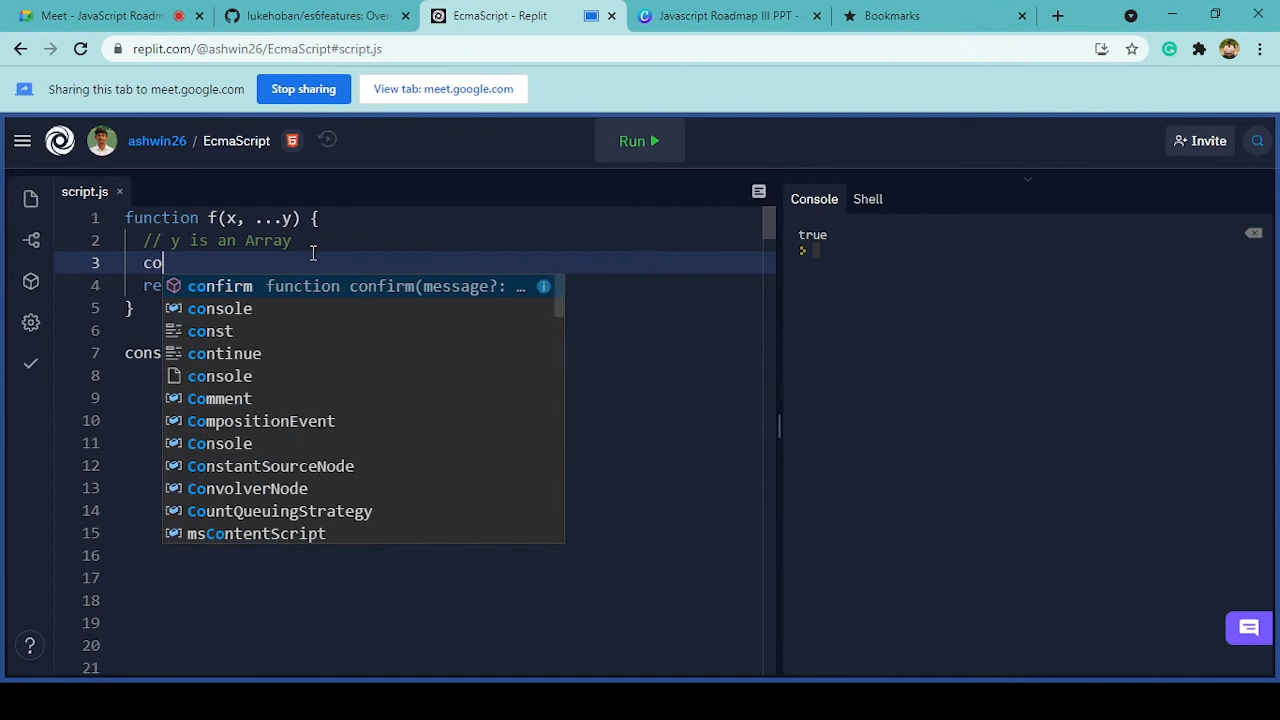 Meet - JavaScript Roadm
lukehoban/es6features: Over
EcmaScript - Replit
Javascript Roadmap III PPT -
Bookmarks
replit.com/@ashwin26/EcmaScript#script.js
Sharing this tab to meet.google.com
Stop sharing
View tab: meet.google.com
ashwin26 / EcmaScript
Run
Invite
script.js
Console
Shell
1 function f(x, ...y) {
2 // y is an Array
3 co
4 re
5 }
6
7 cons
8
9
10
11
12
13
14
15
16
17
18
19
20
21
confirm function confirm(message?: …
console
const
continue
console
Comment
CompositionEvent
Console
ConstantSourceNode
ConvolverNode
CountQueuingStrategy
msContentScript
true
?